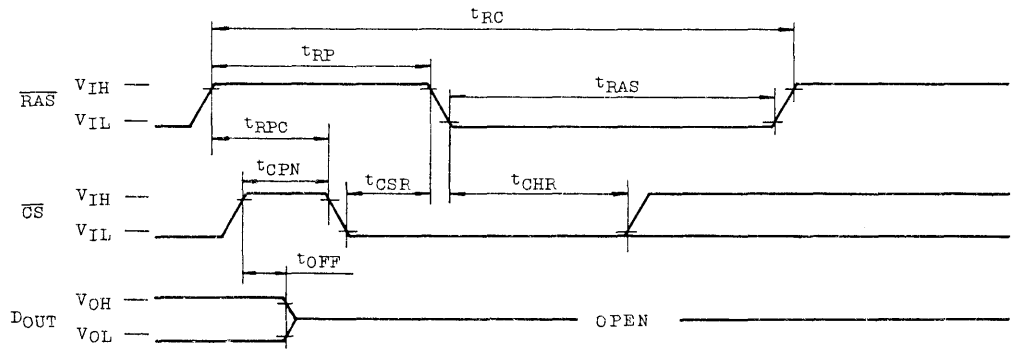 tRC
tRP
RAS VIH
tRAS
VIL
tRPC
tCPN
tCSR
tCHR
CS VIH
VIL
tOFF
DOUT VOH
OPEN
VOL